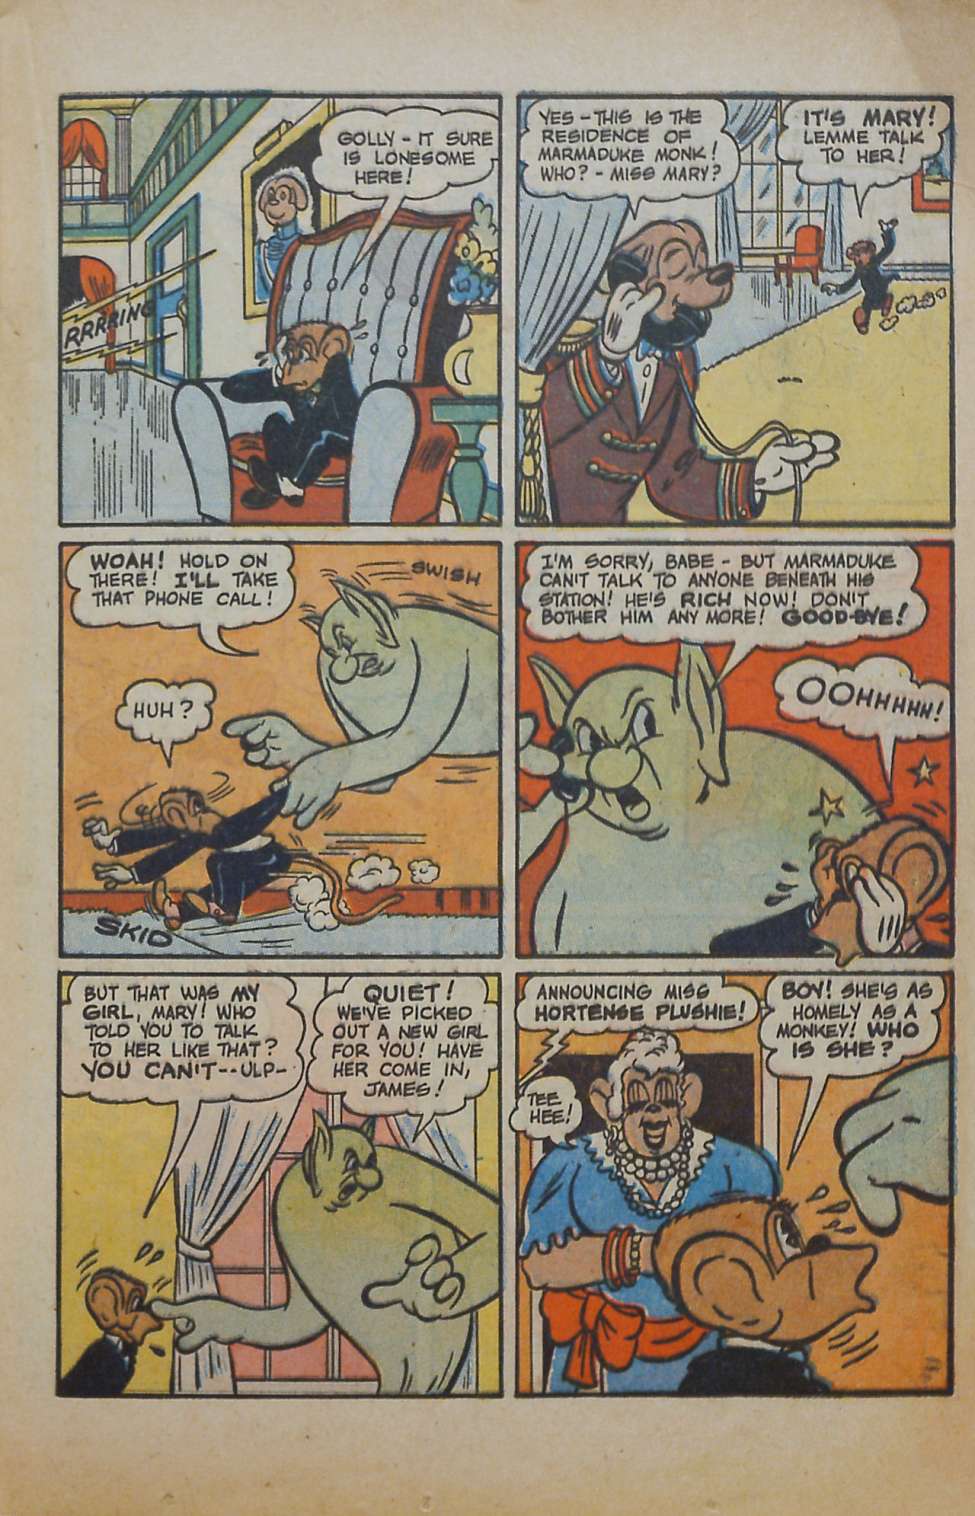 GOLLY - IT SURE
IS LONESOME
HERE!
RRRRING
YES - THIS IS THE
RESIDENCE OF
MARMADUKE MONK!
WHO? - MISS MARY?
IT'S MARY!
LEMME TALK
TO HER!
WOAH! HOLD ON
THERE! I'LL TAKE
THAT PHONE CALL!
SWISH
HUH?
SKID
I'M SORRY, BABE - BUT MARMADUKE
CAN'T TALK TO ANYONE BENEATH HIS
STATION! HE'S RICH NOW! DON'T
BOTHER HIM ANY MORE! GOOD-BYE!
OOHHHHH!
BUT THAT WAS MY
GIRL, MARY! WHO
TOLD YOU TO TALK
TO HER LIKE THAT?
YOU CAN'T--ULP-
QUIET!
WE'VE PICKED
OUT A NEW GIRL
FOR YOU! HAVE
HER COME IN,
JAMES!
ANNOUNCING MISS
HORTENSE PLUSHIE!
TEE
HEE!
BOY! SHE'S AS
HOMELY AS A
MONKEY! WHO
IS SHE?